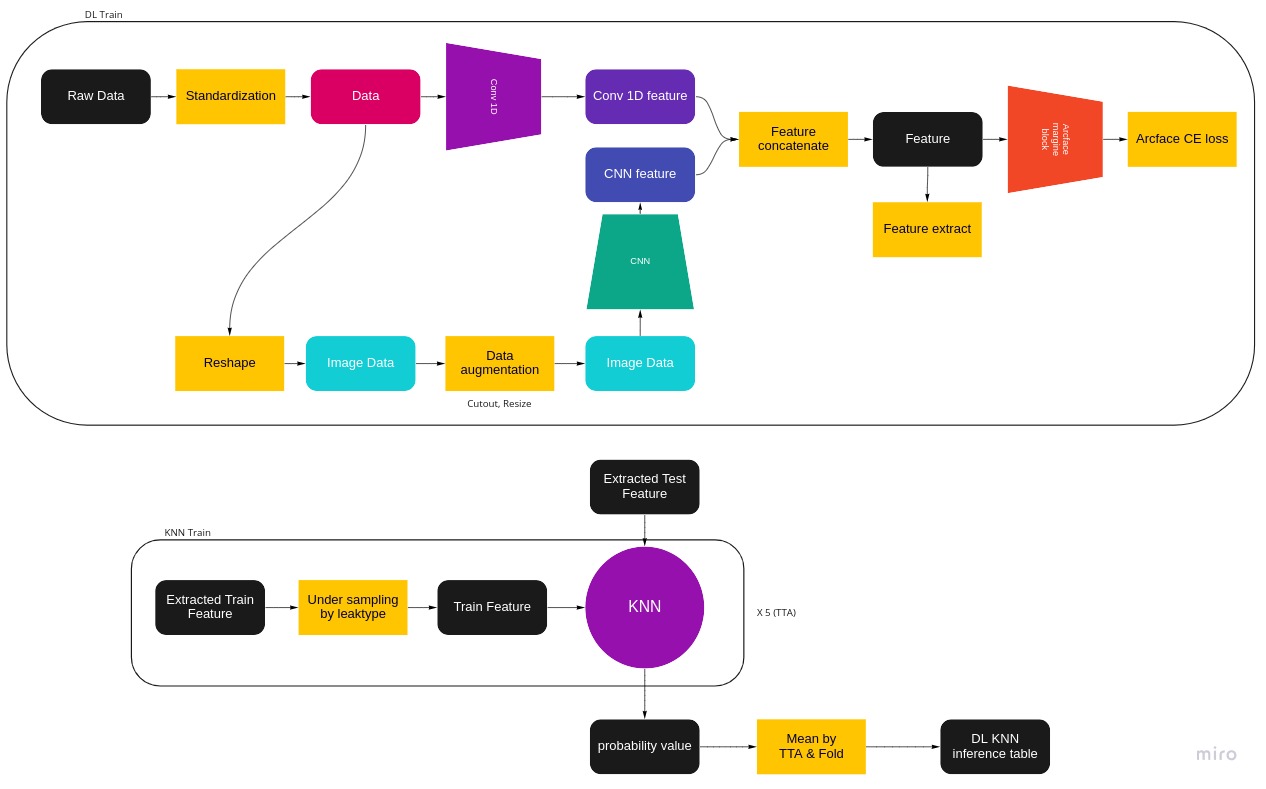 DL Train
Raw Data
Standardization
Data
Conv 1D
Conv 1D feature
Feature
concatenate
Feature
Arcface
margine
block
Arcface CE loss
CNN feature
Feature extract
CNN
Reshape
Image Data
Data
augmentation
Image Data
Cutout, Resize
Extracted Test
Feature
KNN Train
Extracted Train
Feature
Under sampling
by leaktype
Train Feature
KNN
X 5 (TTA)
probability value
Mean by
TTA & Fold
DL KNN
inference table
miro